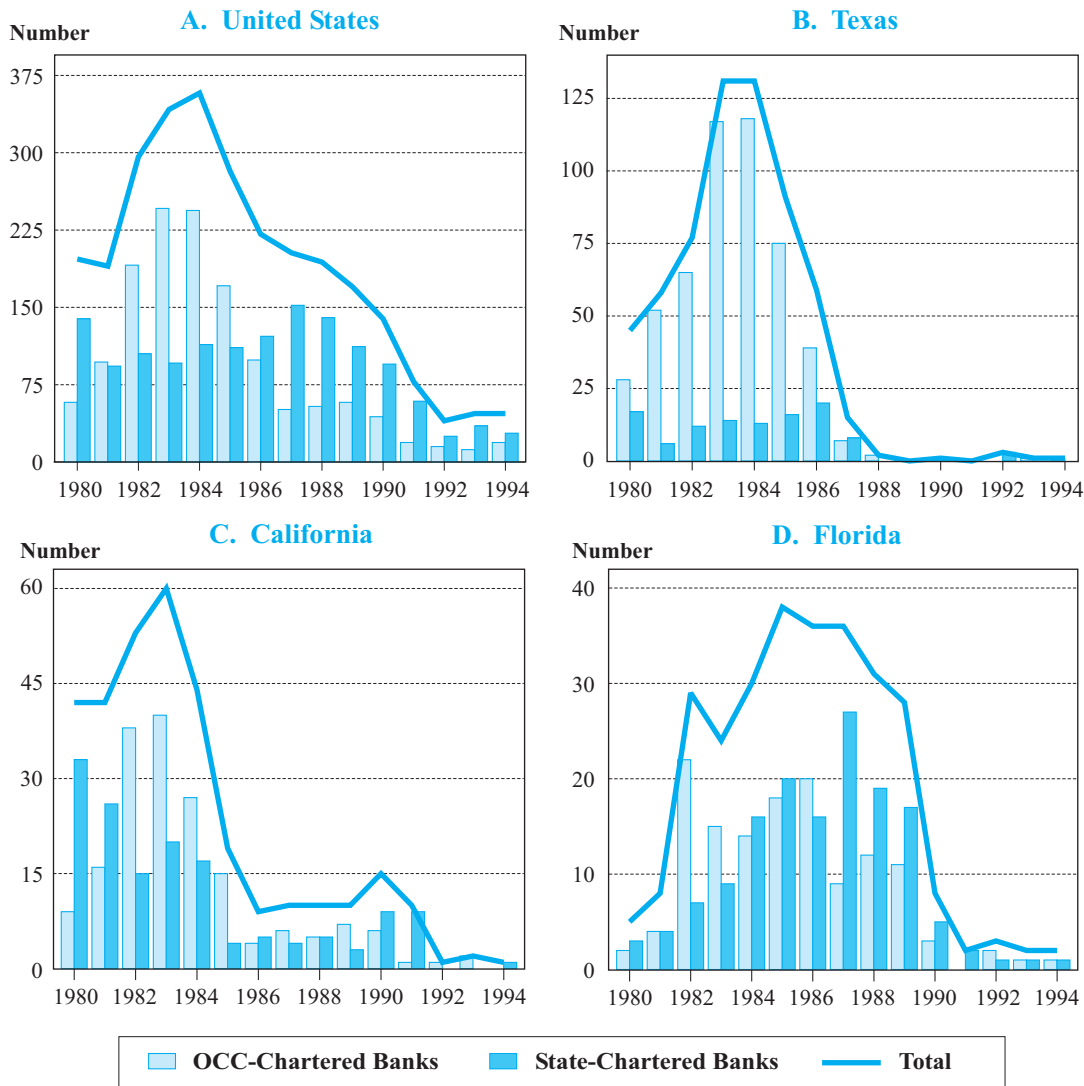 A. United States
Number
375
300
225
150
75
0
1980 1982 1984 1986 1988 1990 1992 1994
B. Texas
Number
125
100
75
50
25
0
1980 1982 1984 1986 1988 1990 1992 1994
C. California
Number
60
45
30
15
0
1980 1982 1984 1986 1988 1990 1992 1994
D. Florida
Number
40
30
20
10
0
1980 1982 1984 1986 1988 1990 1992 1994
OCC-Chartered Banks State-Chartered Banks Total